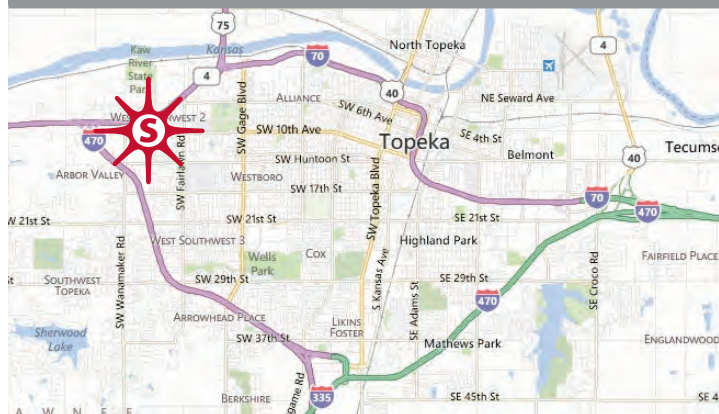 75
Kaw
River
State
Park
Kansas
70
North Topeka
4
4
40
ALLIANCE
SW 6th Ave
NE Seward Ave
SW Gage Blvd
S
SW 10th Ave
Topeka
SE 4th St
470
SW Fairlawn Rd
SW Huntoon St
Belmont
40
Tecums
ARBOR VALLEY
WESTBORO
SW 17th St
SW Topeka Blvd
70
470
W 21st St
SW 21st St
SE 21st St
SW Wanamaker Rd
WEST SOUTHWEST 3
Wells
Park
Cox
Highland Park
S Kansas Ave
FAIRFIELD PLACE
SOUTHWEST
TOPEKA
SW 29th St
SE 29th St
SE Adams St
SE Croco Rd
470
ARROWHEAD PLACE
LIKINS
FOSTER
Sherwood
Lake
SW 37th St
Mathews Park
ENGLANDWOOD
BERKSHIRE
335
game Rd
SE 45th St
SE 4